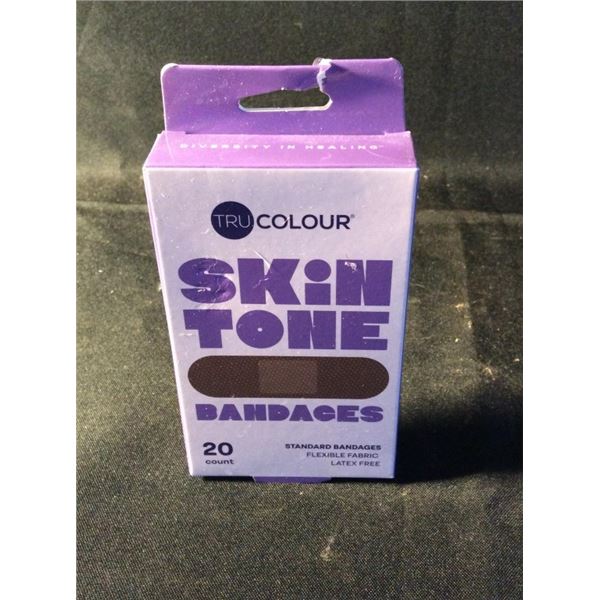 DIVERSITY IN HEALING™
TRUCOLOUR®
SKiN
TONE
BANDAGES
20
count
STANDARD BANDAGES
FLEXIBLE FABRIC
LATEX FREE